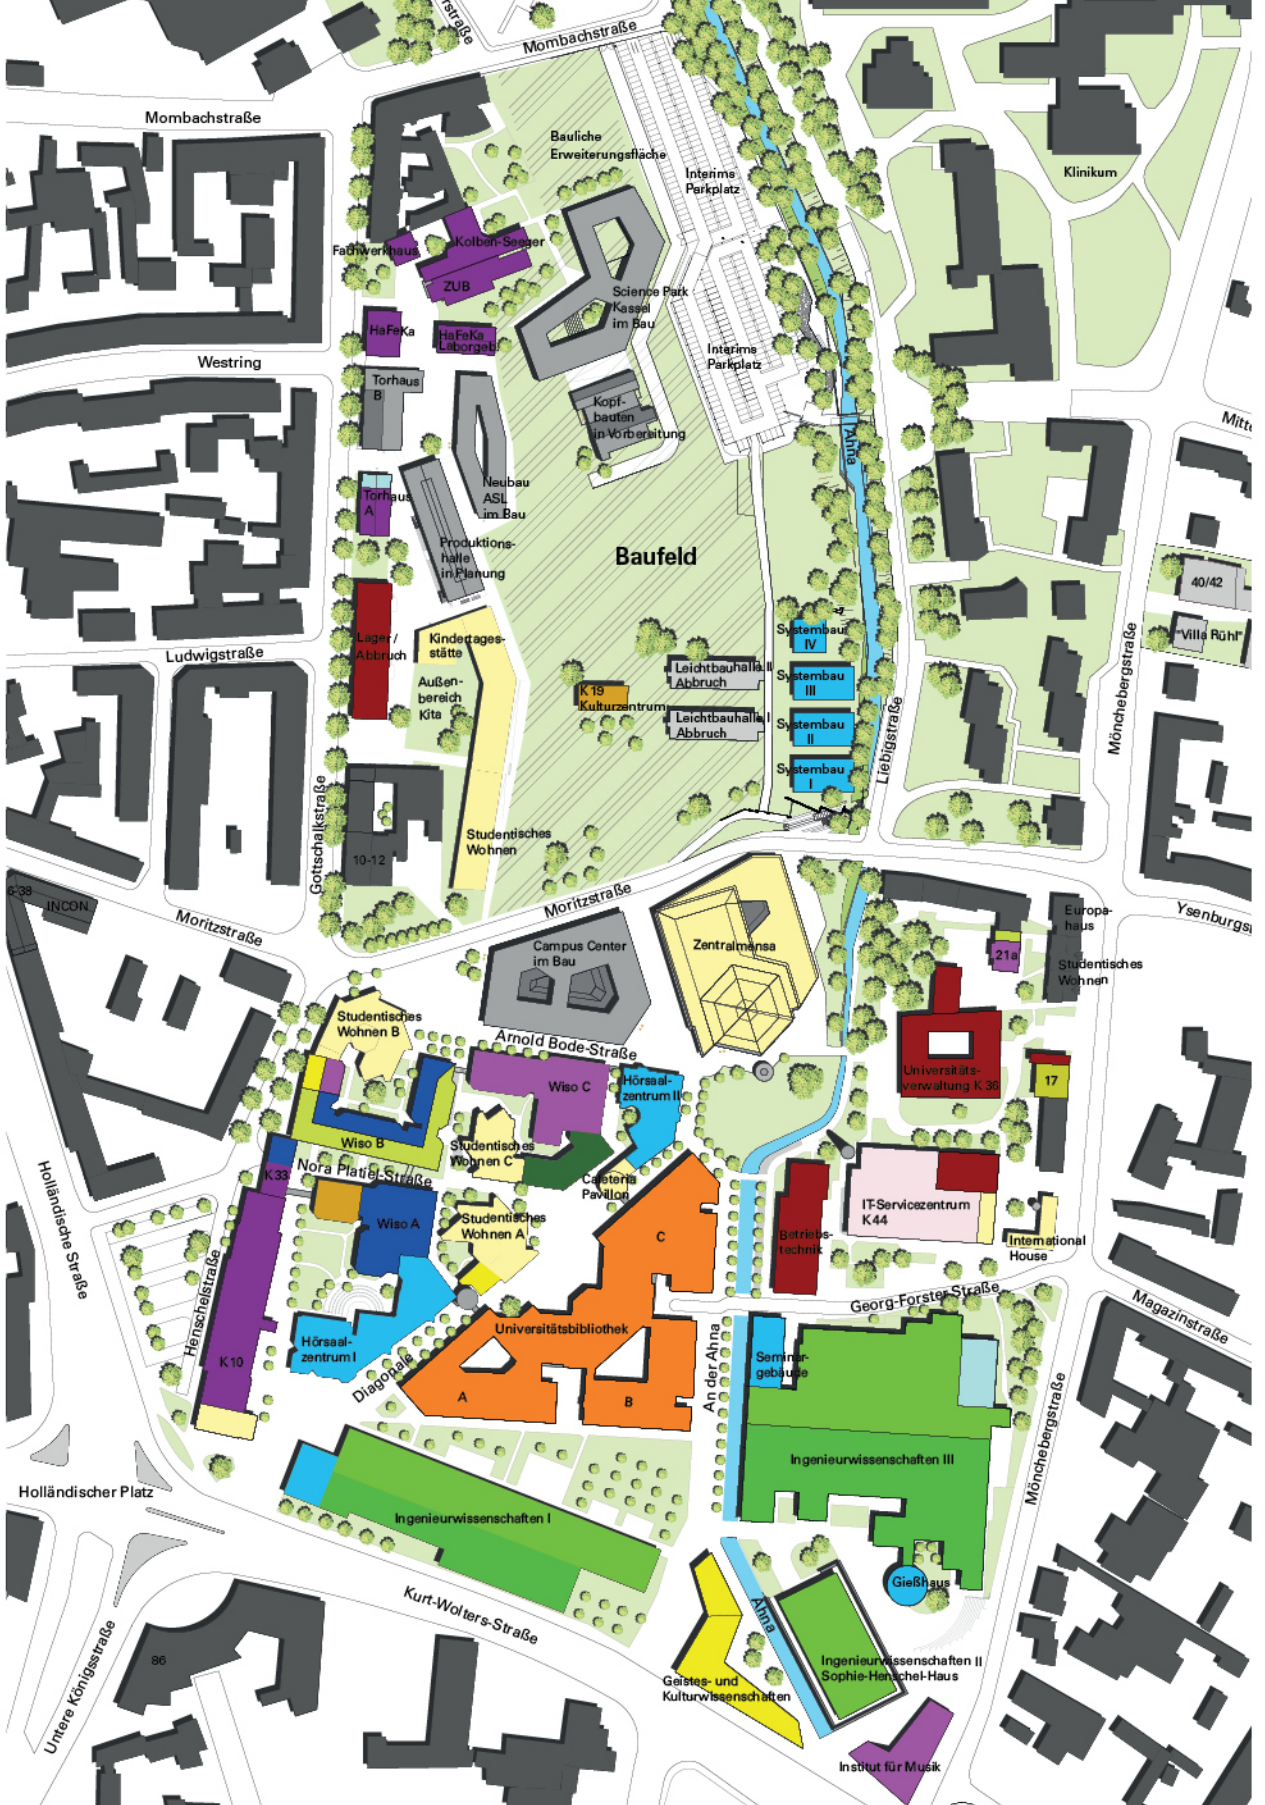 Mombachstraße
Mombachstraße
Bauliche
Erweiterungsfläche
Interims
Parkplatz
Klinikum
Fachwerkhaus
Kolben-Seeger
ZUB
Science Park
Kassel
im Bau
HaFeKa
HaFeKa
Laborgeb.
Interims
Parkplatz
Westring
Torhaus
B
Kopf-
bauten
in Vorbereitung
Ahna
Torhaus
A
Neubau
ASL
im Bau
Produktions-
halle
in Planung
Baufeld
40/42
"Villa Rühl"
Kindertages-
stätte
Lager/
Abbruch
Ludwigstraße
Außen-
bereich
Kita
K19
Kulturzentrum
Leichtbauhalle II
Abbruch
Leichtbauhalle I
Abbruch
Systembau
IV
Systembau
III
Systembau
II
Systembau
I
Liebigstraße
Mönchebergstraße
Gottschalkstraße
10-12
Studentisches
Wohnen
INCON
Moritzstraße
Moritzstraße
Campus Center
im Bau
Zentralmensa
21a
Europa-
haus
Studentisches
Wohnen
Studentisches
Wohnen B
Arnold Bode-Straße
Wiso C
Hörsaal-
zentrum II
Universitäts-
verwaltung K 36
17
Wiso B
Studentisches
Wohnen C
Cafeteria
Pavillon
K33
Nora Platiel-Straße
Wiso A
Studentisches
Wohnen A
C
Betriebs-
technik
IT-Servicezentrum
K44
International
House
Holländische Straße
Henschelstraße
K10
Hörsaal-
zentrum I
Diagonale
Universitätsbibliothek
A
B
An der Ahna
Georg-Forster Straße
Magazinstraße
Seminar-
gebäude
Ingenieurwissenschaften III
Mönchebergstraße
Holländischer Platz
Ingenieurwissenschaften I
Gießhaus
Kurt-Wolters-Straße
Ahna
Untere Königsstraße
86
Geistes- und
Kulturwissenschaften
Ingenieurwissenschaften II
Sophie-Henschel-Haus
Institut für Musik